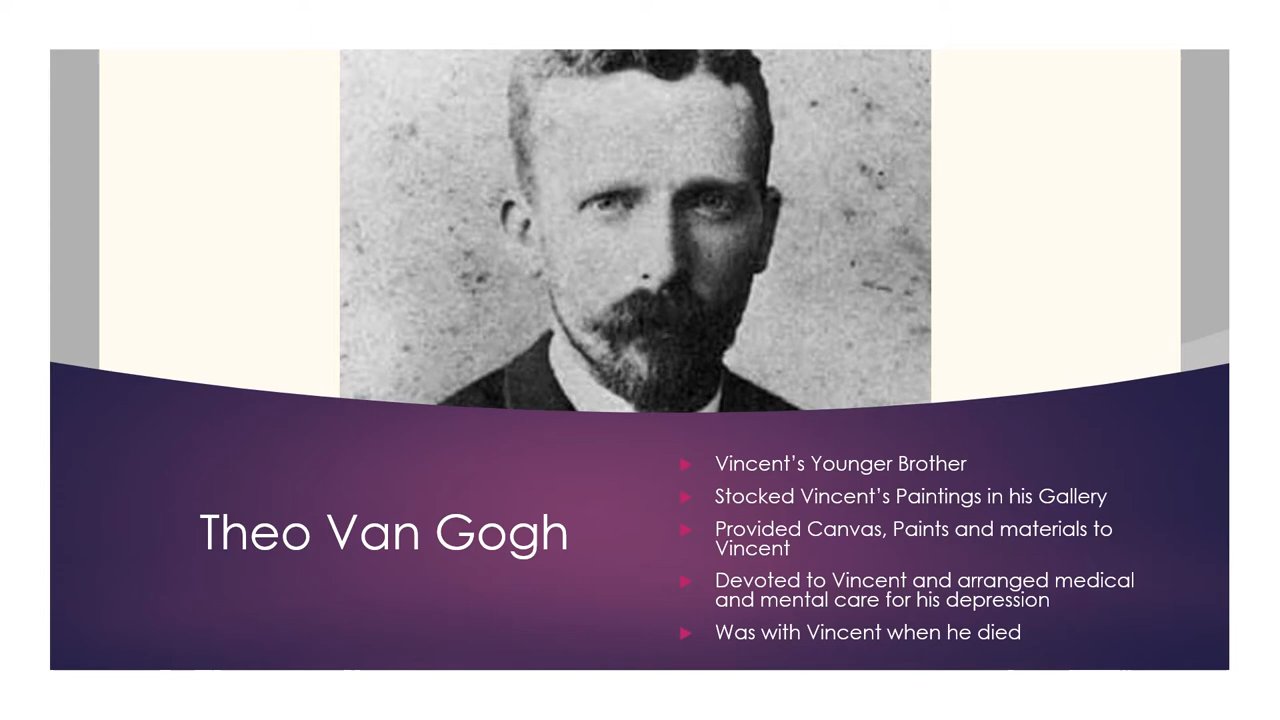 Theo Van Gogh
Vincent’s Younger Brother
Stocked Vincent’s Paintings in his Gallery
Provided Canvas, Paints and materials to
Vincent
Devoted to Vincent and arranged medical
and mental care for his depression
Was with Vincent when he died